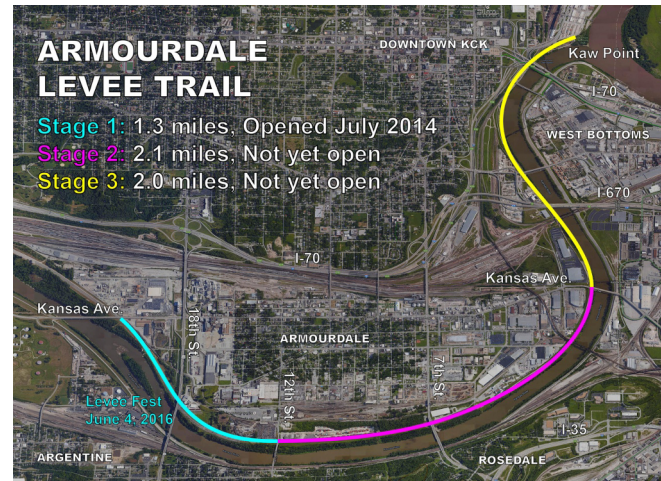 ARMOURDALE
LEVEE TRAIL
Stage 1: 1.3 miles, Opened July 2014
Stage 2: 2.1 miles, Not yet open
Stage 3: 2.0 miles, Not yet open
DOWNTOWN KCK
Kaw Point
I-70
WEST BOTTOMS
I-670
I-70
Kansas Ave.
Kansas Ave.
18th St.
ARMOURDALE
7th St.
12th St.
Levee Fest
June 4, 2016
I-35
ARGENTINE
ROSEDALE